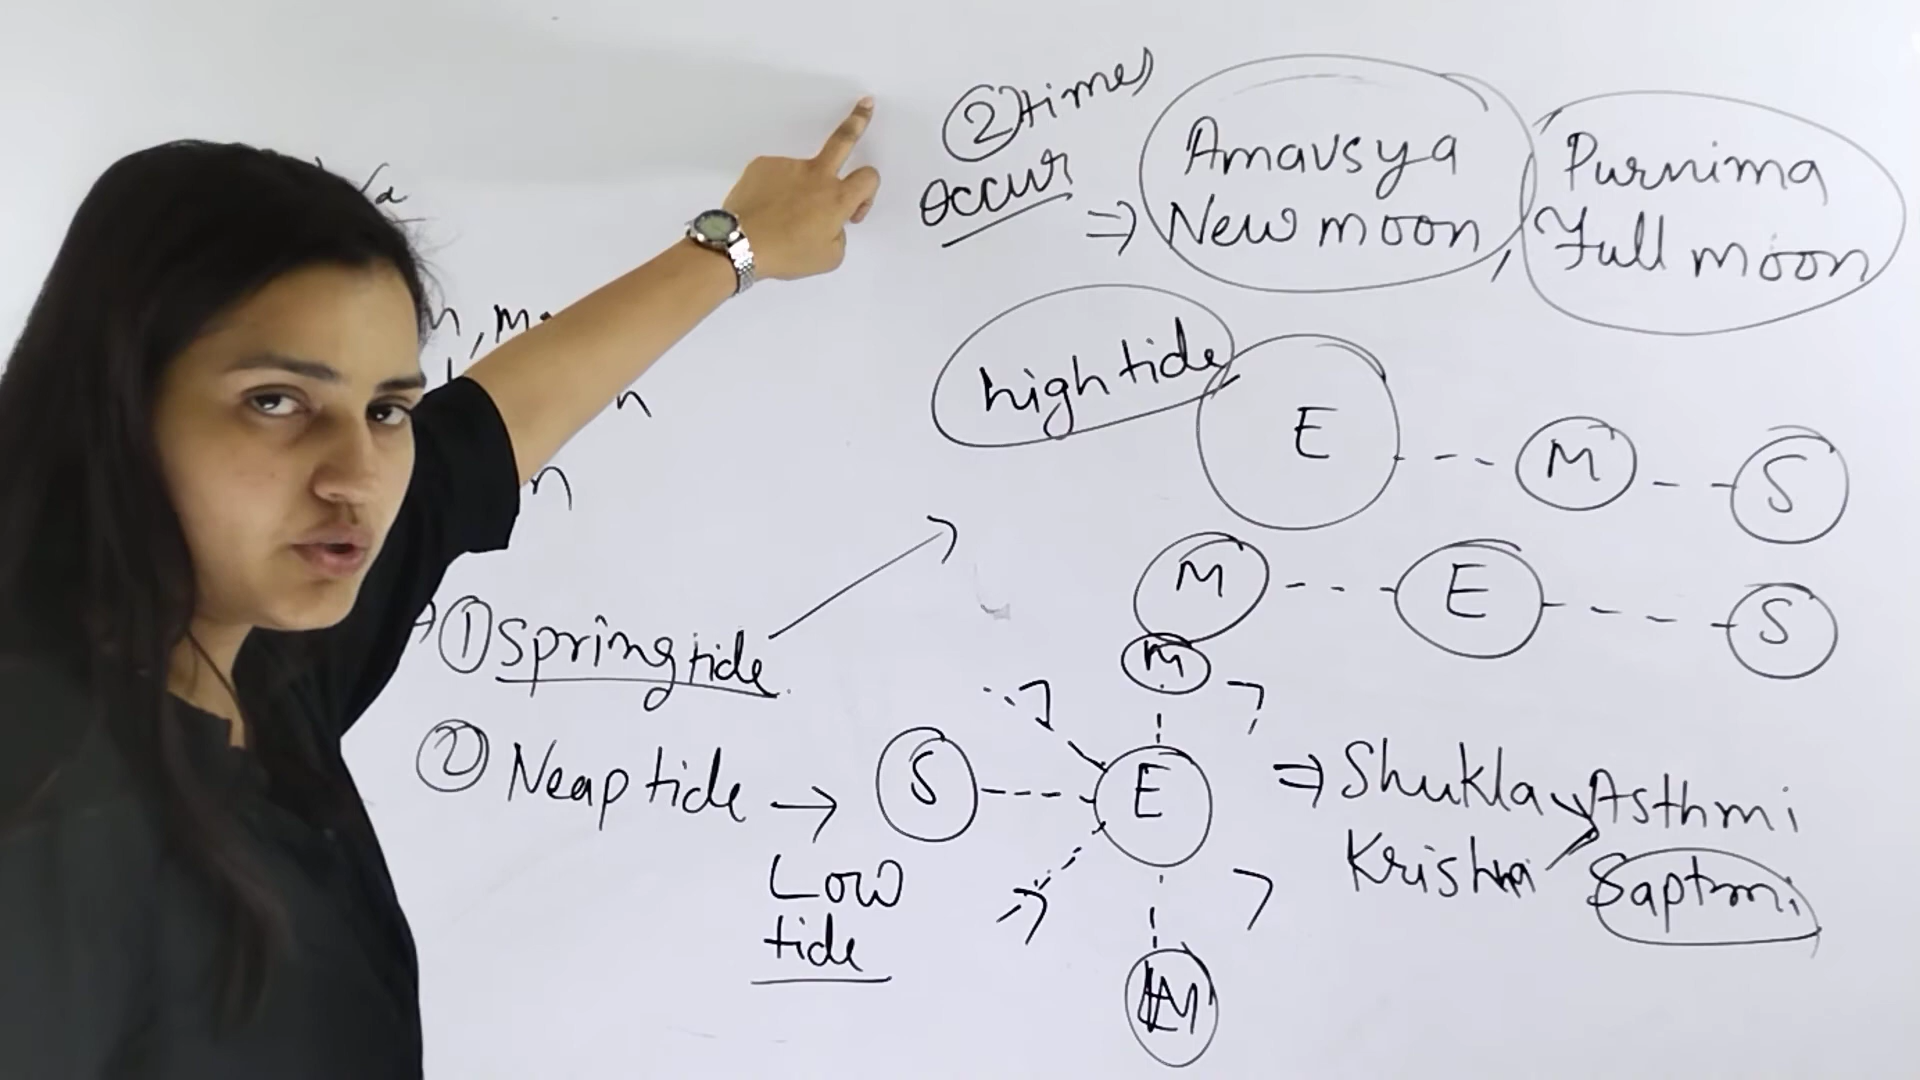 ② times
occur
⇒ Amavsya
New moon
, Purnima
Full moon
high tide
E --- M --- S
M --- E --- S
① Spring tide
② Neap tide →
Low
tide
M
S --- E
M
⇒ Shukla Asthmi
Krishna Saptmi